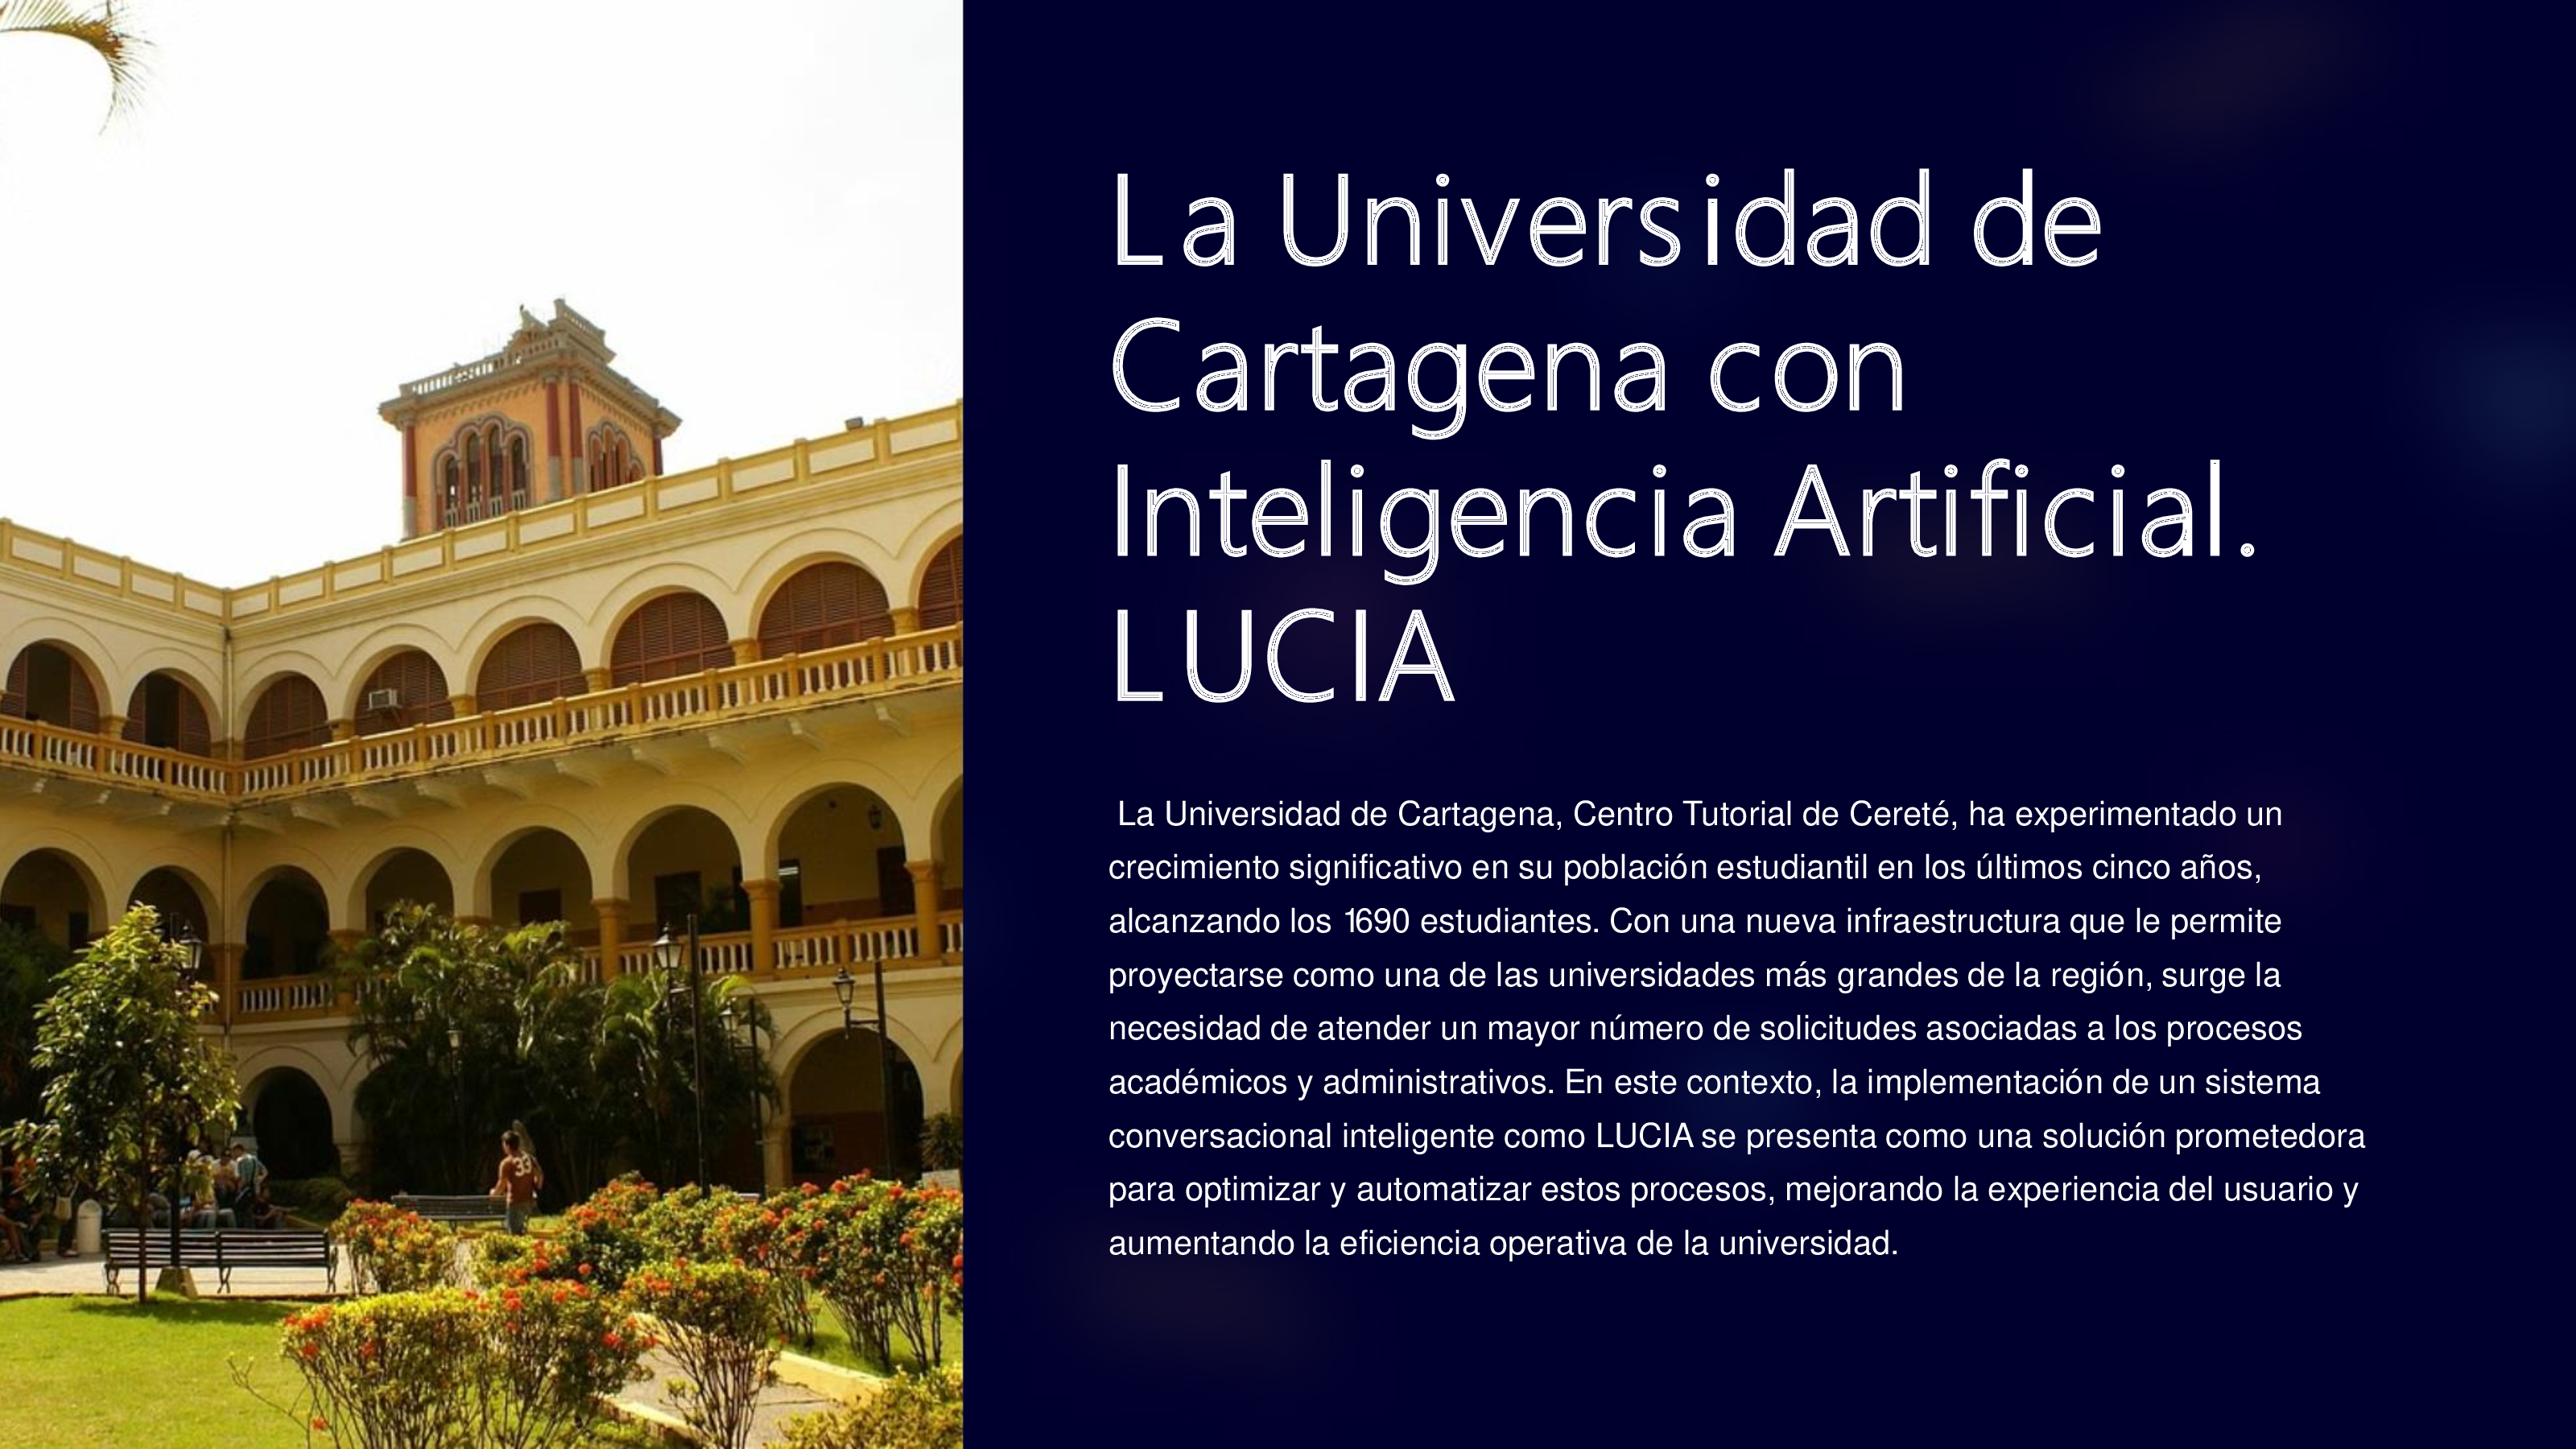 La Universidad de
Cartagena con
Inteligencia Artificial.
LUCIA
La Universidad de Cartagena, Centro Tutorial de Cereté, ha experimentado un
crecimiento significativo en su población estudiantil en los últimos cinco años,
alcanzando los 1690 estudiantes. Con una nueva infraestructura que le permite
proyectarse como una de las universidades más grandes de la región, surge la
necesidad de atender un mayor número de solicitudes asociadas a los procesos
académicos y administrativos. En este contexto, la implementación de un sistema
conversacional inteligente como LUCIA se presenta como una solución prometedora
para optimizar y automatizar estos procesos, mejorando la experiencia del usuario y
aumentando la eficiencia operativa de la universidad.
33